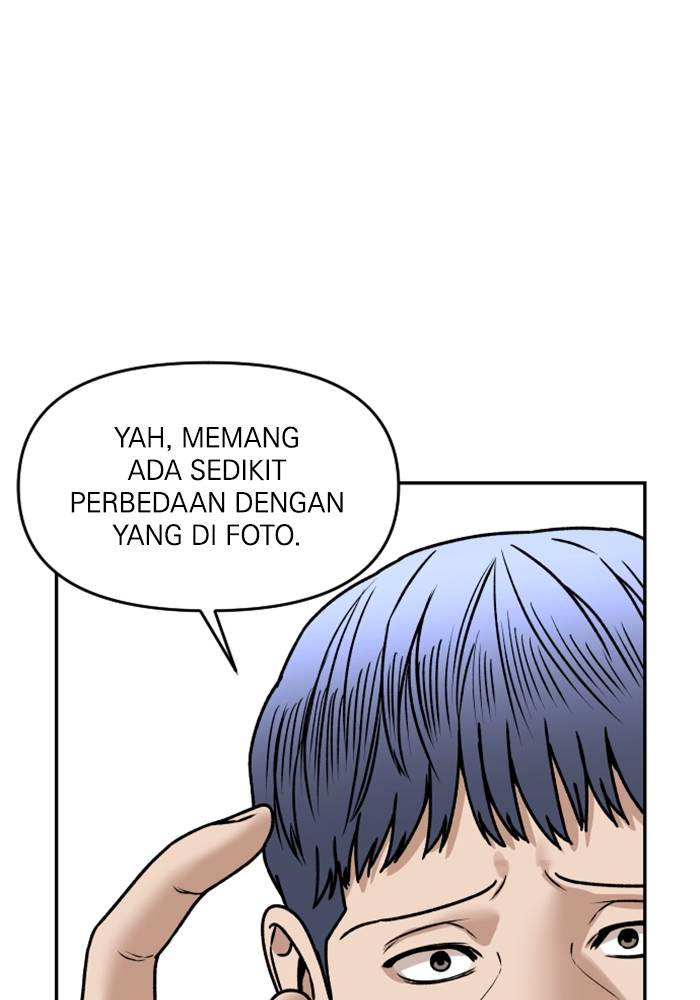 YAH, MEMANG
ADA SEDIKIT
PERBEDAAN DENGAN
YANG DI FOTO.